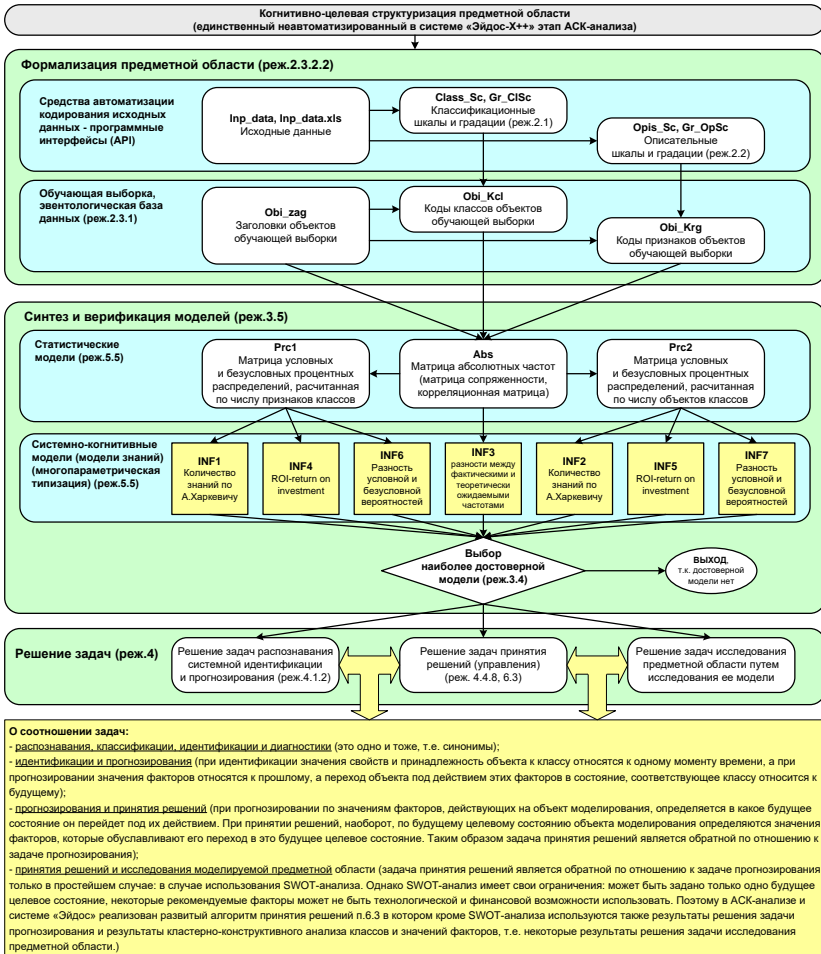 Когнитивно-целевая структуризация предметной области
(единственный неавтоматизированный в системе «Эйдос-Х++» этап АСК-анализа)
Формализация предметной области (реж.2.3.2.2)
Средства автоматизации
кодирования исходных
данных - программные
интерфейсы (API)
Inp_data, Inp_data.xls
Исходные данные
Class_Sc, Gr_ClSc
Классификационные
шкалы и градации (реж.2.1)
Opis_Sc, Gr_OpSc
Описательные
шкалы и градации (реж.2.2)
Обучающая выборка,
эвентологическая база
данных (реж.2.3.1)
Obi_zag
Заголовки объектов
обучающей выборки
Obi_Kcl
Коды классов объектов
обучающей выборки
Obi_Krg
Коды признаков объектов
обучающей выборки
Синтез и верификация моделей (реж.3.5)
Статистические
модели (реж.5.5)
Prc1
Матрица условных
и безусловных процентных
распределений, расчитанная
по числу признаков классов
Abs
Матрица абсолютных частот
(матрица сопряженности,
корреляционная матрица)
Prc2
Матрица условных
и безусловных процентных
распределений, расчитанная
по числу объектов классов
Системно-когнитивные
модели (модели знаний)
(многопараметрическая
типизация) (реж.5.5)
INF1
Количество
знаний по
А.Харкевичу
INF4
ROI-return on
investment
INF6
Разность
условной и
безусловной
вероятностей
INF3
разности между
фактическими и
теоретически
ожидаемыми
частотами
INF2
Количество
знаний по
А.Харкевичу
INF5
ROI-return on
investment
INF7
Разность
условной и
безусловной
вероятностей
Выбор
наиболее достоверной
модели (реж.3.4)
ВЫХОД,
т.к. достоверной
модели нет
Решение задач (реж.4)
Решение задач распознавания
системной идентификации
и прогнозирования (реж.4.1.2)
Решение задач принятия
решений (управления)
(реж. 4.4.8, 6.3)
Решение задач исследования
предметной области путем
исследования ее модели
О соотношении задач:
- распознавания, классификации, идентификации и диагностики (это одно и тоже, т.е. синонимы);
- идентификации и прогнозирования (при идентификации значения свойств и принадлежность объекта к классу относятся к одному моменту времени, а при
прогнозировании значения факторов относятся к прошлому, а переход объекта под действием этих факторов в состояние, соответствующее классу относится к
будущему);
- прогнозирования и принятия решений (при прогнозировании по значениям факторов, действующих на объект моделирования, определяется в какое будущее
состояние он перейдет под их действием. При принятии решений, наоборот, по будущему целевому состоянию объекта моделирования определяются значения
факторов, которые обуславливают его переход в это будущее целевое состояние. Таким образом задача принятия решений является обратной по отношению к
задаче прогнозирования);
- принятия решений и исследования моделируемой предметной области (задача принятия решений является обратной по отношению к задаче прогнозирования
только в простейшем случае: в случае использования SWOT-анализа. Однако SWOT-анализ имеет свои ограничения: может быть задано только одно будущее
целевое состояние, некоторые рекомендуемые факторы может не быть технологической и финансовой возможности использовать. Поэтому в АСК-анализе и
системе «Эйдос» реализован развитый алгоритм принятия решений п.6.3 в котором кроме SWOT-анализа используются также результаты решения задачи
прогнозирования и результаты кластерно-конструктивного анализа классов и значений факторов, т.е. некоторые результаты решения задачи исследования
предметной области.)